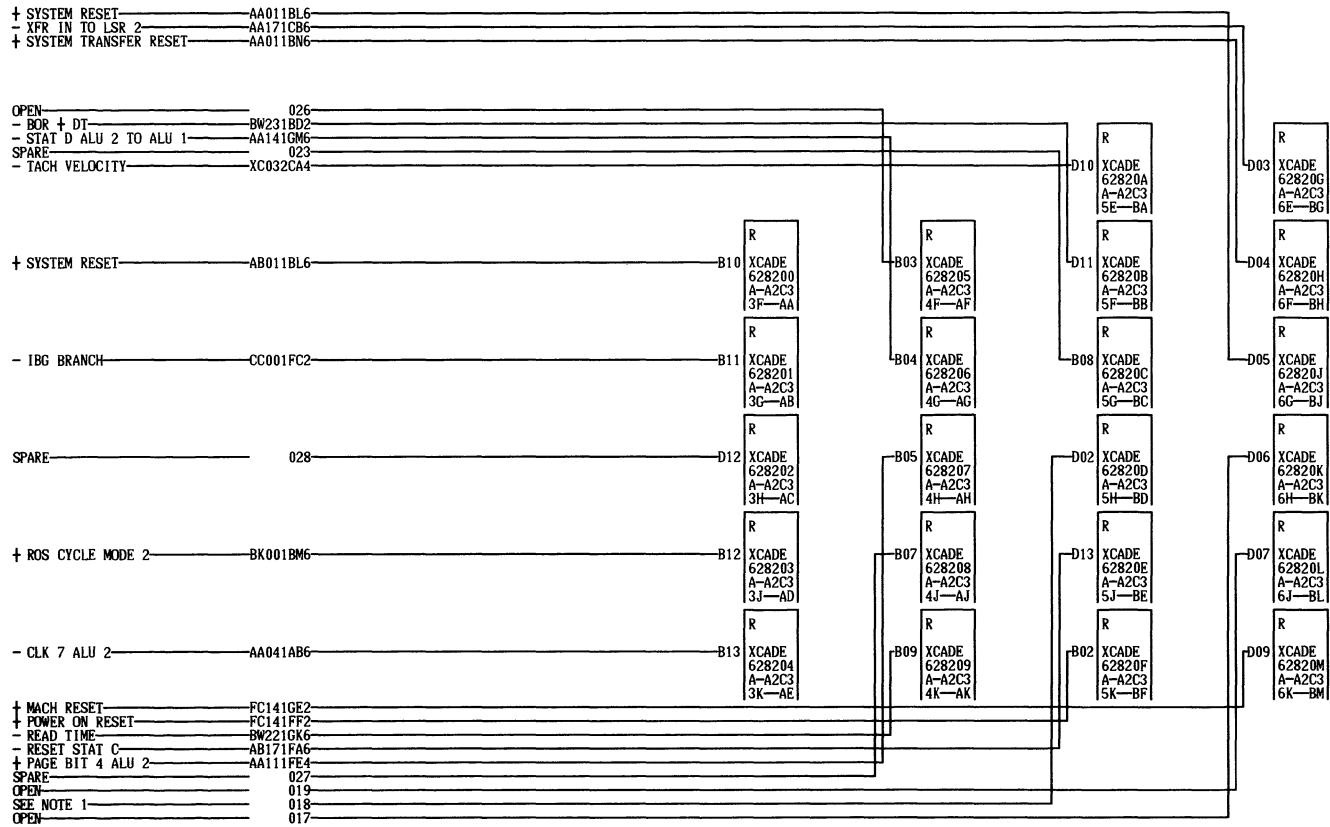 + SYSTEM RESET AA011BL6
- XFR IN TO LSR 2 AA171CB6
+ SYSTEM TRANSFER RESET AA011BN6
OPEN 026
- BOR + DT BW231BD2
- STAT D ALU 2 TO ALU 1 AA141GM6
SPARE 023
- TACH VELOCITY XC032CA4
R R
D10 XCADE D03 XCADE
62820A 62820G
A-A2C3 A-A2C3
5E—BA 6E—BG
R R R R
+ SYSTEM RESET AB011BL6 B10 XCADE B03 XCADE D11 XCADE D04 XCADE
628200 628205 62820B 62820H
A-A2C3 A-A2C3 A-A2C3 A-A2C3
3F—AA 4F—AF 5F—BB 6F—BH
R R R R
- IBG BRANCH CC001FC2 B11 XCADE B04 XCADE B08 XCADE D05 XCADE
628201 628206 62820C 62820J
A-A2C3 A-A2C3 A-A2C3 A-A2C3
3G—AB 4G—AG 5G—BC 6G—BJ
R R R R
SPARE 028 D12 XCADE B05 XCADE D02 XCADE D06 XCADE
628202 628207 62820D 62820K
A-A2C3 A-A2C3 A-A2C3 A-A2C3
3H—AC 4H—AH 5H—BD 6H—BK
R R R R
+ ROS CYCLE MODE 2 BK001BM6 B12 XCADE B07 XCADE D13 XCADE D07 XCADE
628203 628208 62820E 62820L
A-A2C3 A-A2C3 A-A2C3 A-A2C3
3J—AD 4J—AJ 5J—BE 6J—BL
R R R R
- CLK 7 ALU 2 AA041AB6 B13 XCADE B09 XCADE B02 XCADE D09 XCADE
628204 628209 62820F 62820M
A-A2C3 A-A2C3 A-A2C3 A-A2C3
3K—AE 4K—AK 5K—BF 6K—BM
+ MACH RESET FC141GE2
+ POWER ON RESET FC141FF2
- READ TIME BW221GK6
- RESET STAT C AB171FA6
+ PAGE BIT 4 ALU 2 AA111FE4
SPARE 027
OPEN 019
SEE NOTE 1 018
OPEN 017